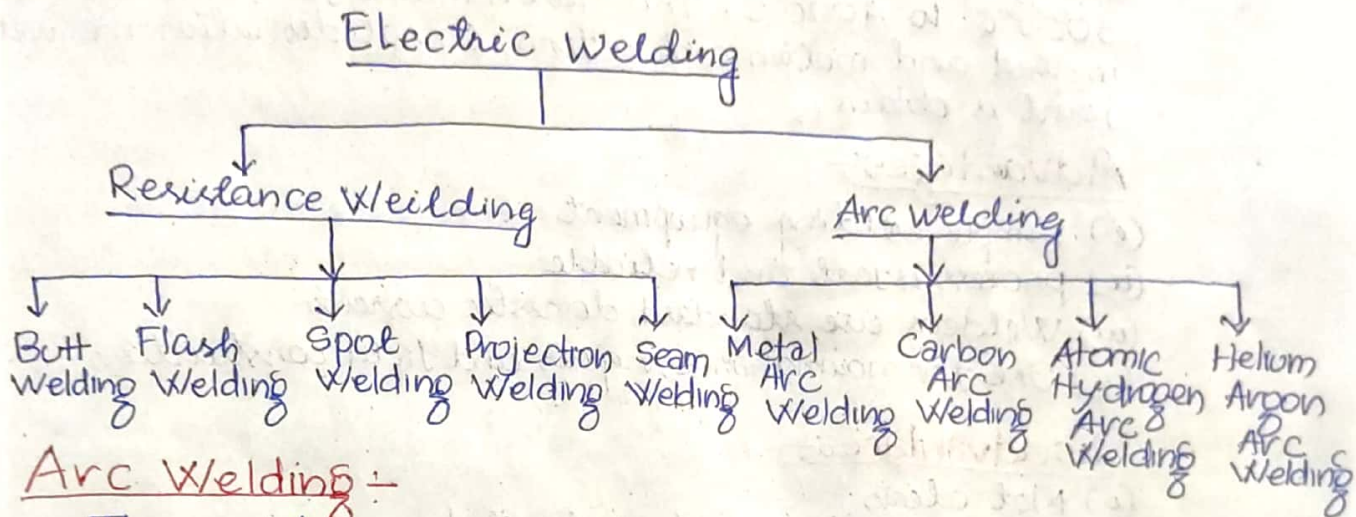 Electric Welding
Resistance Weilding
Arc welding
Butt Flash Spot Projection Seam Metal Carbon Atomic Helium
Welding Welding Welding Welding Welding Arc Arc Hydrogen Argon
Welding Welding Arc Arc
Welding Welding
Arc Welding :-